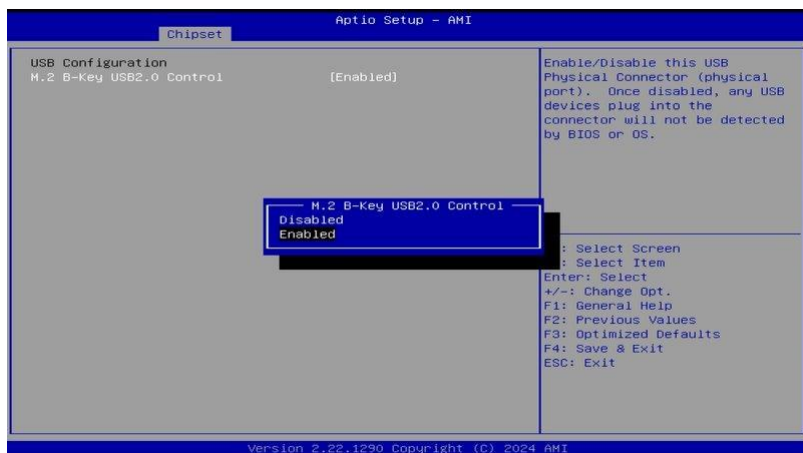 Aptio Setup – AMI
Chipset
USB Configuration
M.2 B-Key USB2.0 Control [Enabled]
Enable/Disable this USB
Physical Connector (physical
port). Once disabled, any USB
devices plug into the
connector will not be detected
by BIOS or OS.
M.2 B-Key USB2.0 Control
Disabled
Enabled
: Select Screen
: Select Item
Enter: Select
+/-: Change Opt.
F1: General Help
F2: Previous Values
F3: Optimized Defaults
F4: Save & Exit
ESC: Exit
Version 2.22.1290 Copyright (C) 2024 AMI